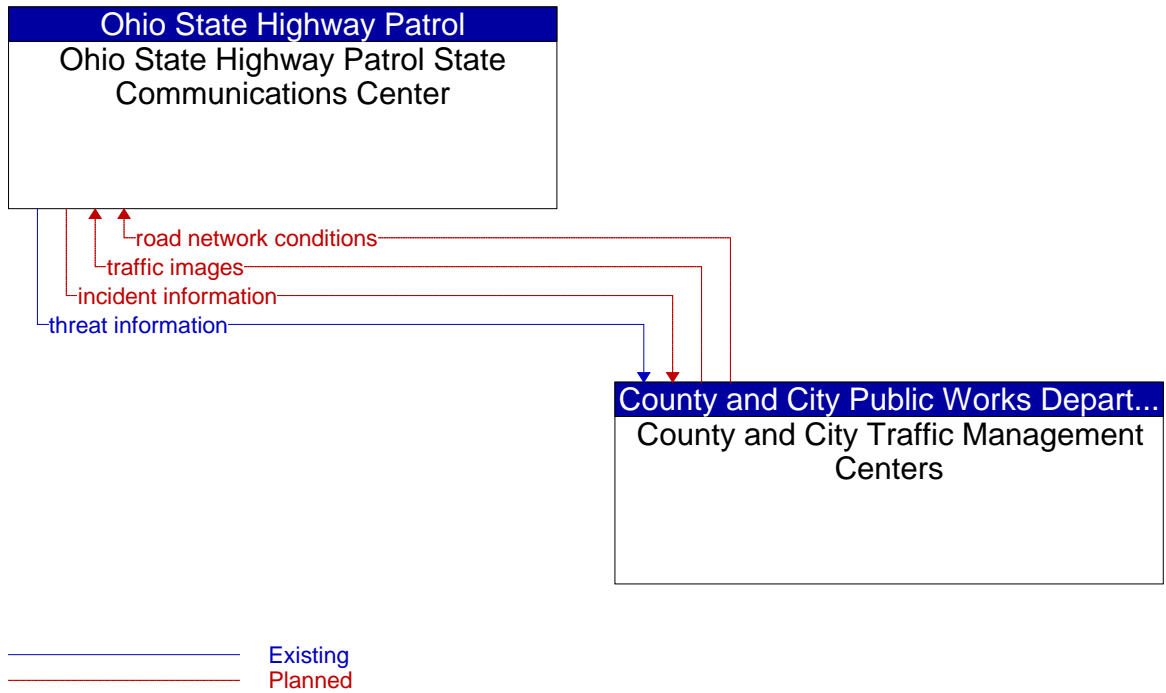 Ohio State Highway Patrol
Ohio State Highway Patrol State
Communications Center
road network conditions
traffic images
incident information
threat information
County and City Public Works Depart...
County and City Traffic Management
Centers
Existing
Planned